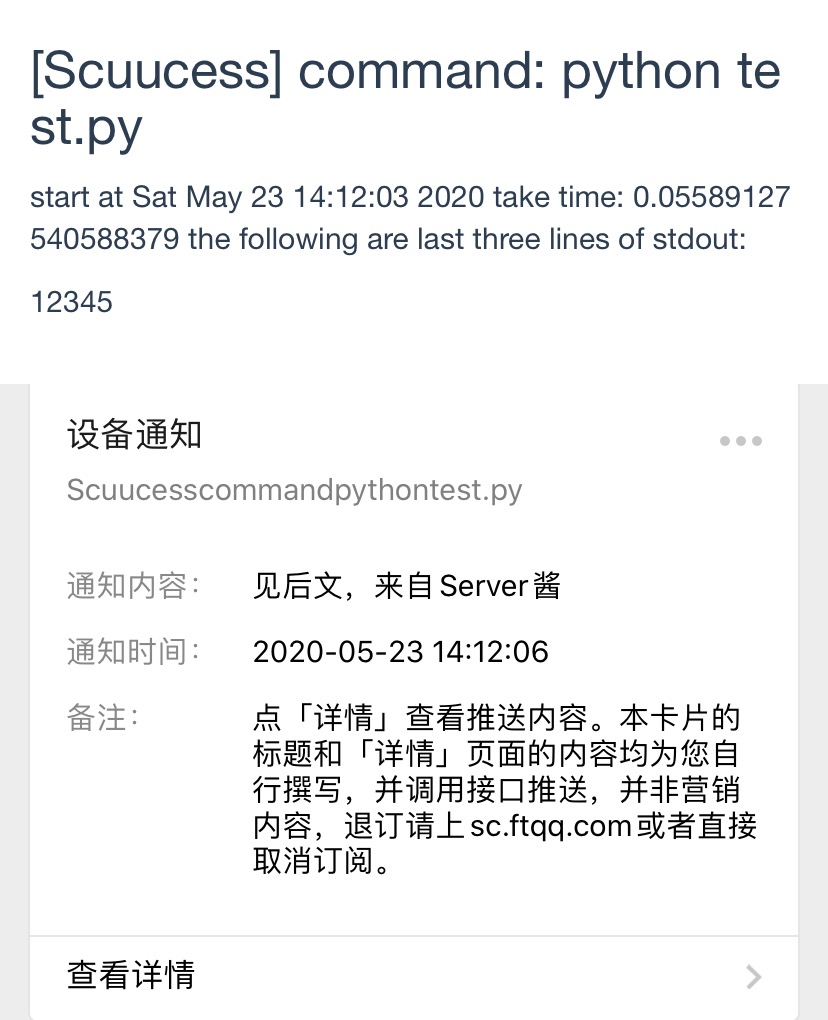 [Scuucess] command: python te
st.py
start at Sat May 23 14:12:03 2020 take time: 0.05589127
540588379 the following are last three lines of stdout:
12345
设备通知
Scuucesscommandpythontest.py
通知内容： 见后文，来自Server酱
通知时间： 2020-05-23 14:12:06
备注： 点「详情」查看推送内容。本卡片的
标题和「详情」页面的内容均为您自
行撰写，并调用接口推送，并非营销
内容，退订请上sc.ftqq.com或者直接
取消订阅。
查看详情